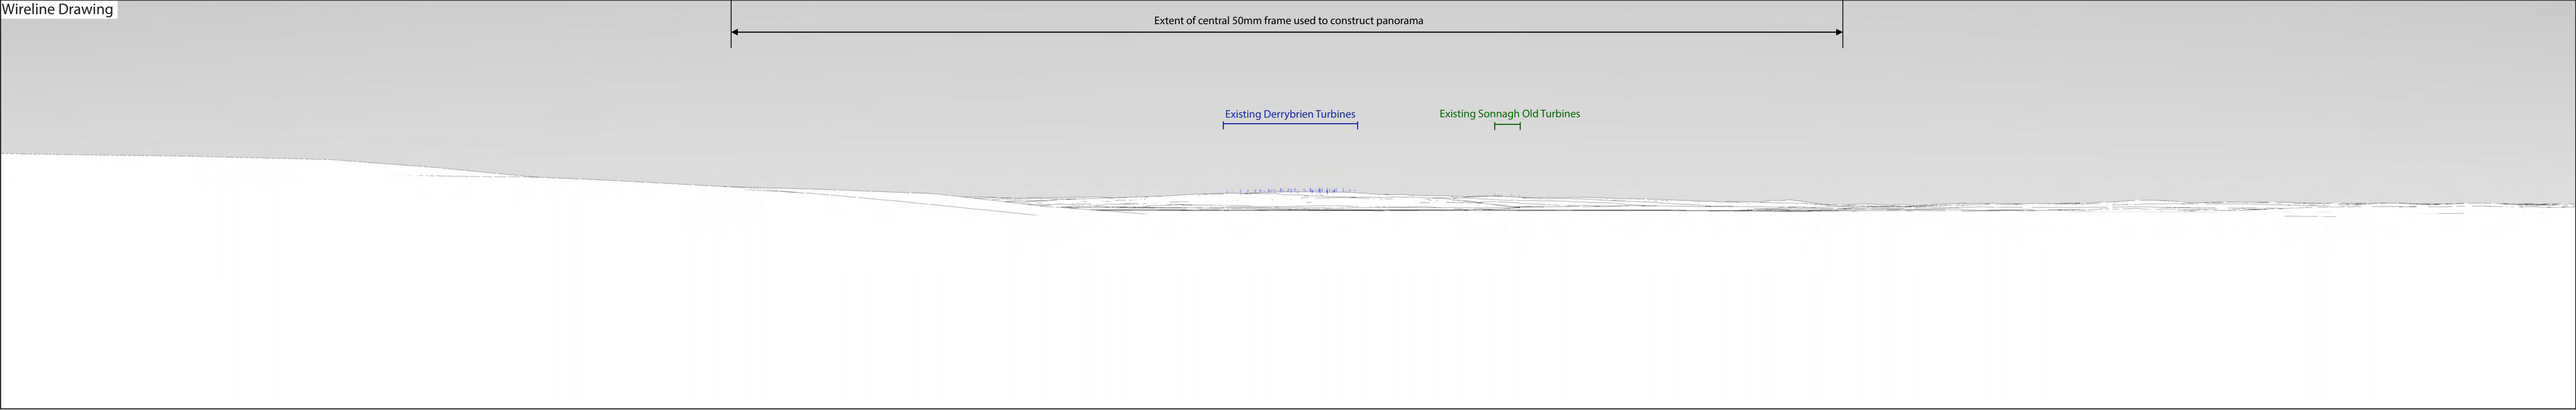 Wireline Drawing
Extent of central 50mm frame used to construct panorama
Existing Derrybrien Turbines
Existing Sonnagh Old Turbines